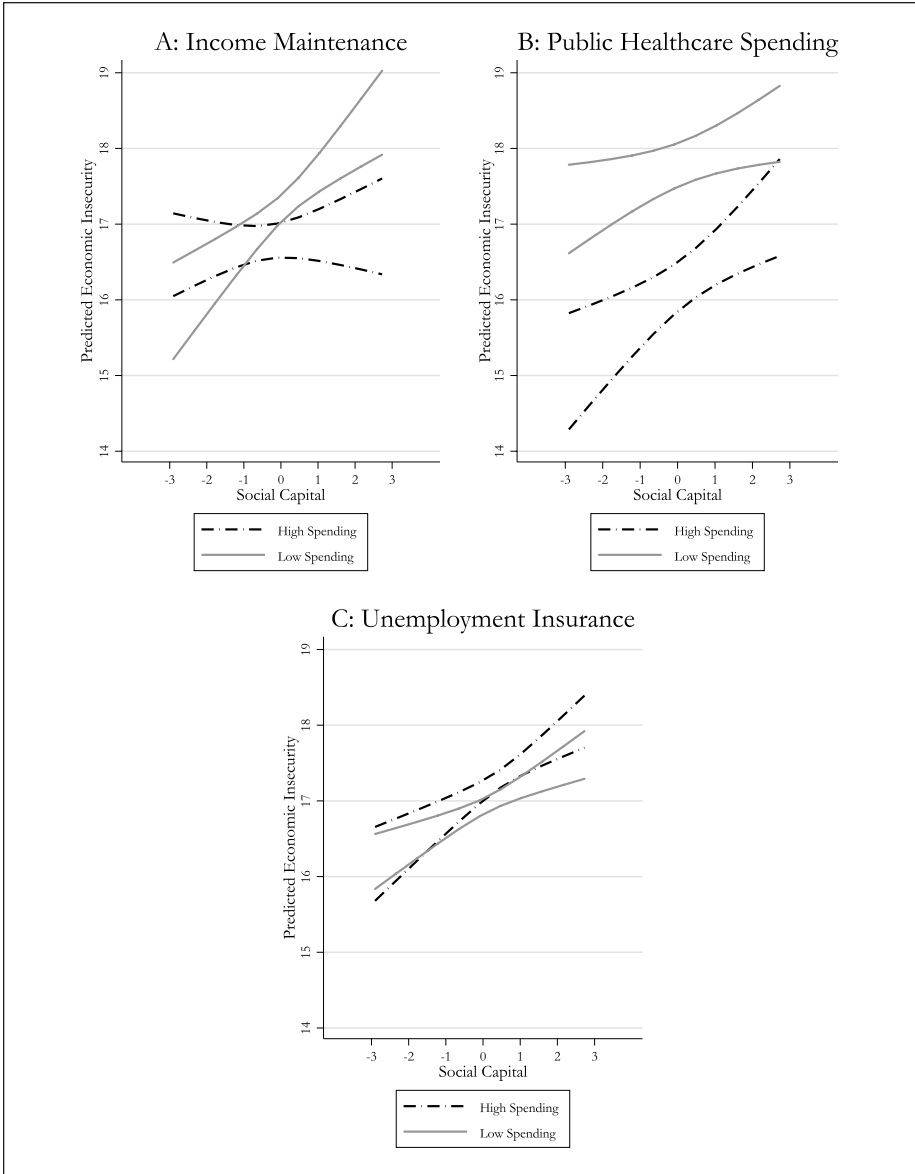 A: Income Maintenance
Predicted Economic Insecurity
19
18
17
16
15
14
-3 -2 -1 0 1 2 3
Social Capital
High Spending
Low Spending
B: Public Healthcare Spending
Predicted Economic Insecurity
19
18
17
16
15
14
-3 -2 -1 0 1 2 3
Social Capital
High Spending
Low Spending
C: Unemployment Insurance
Predicted Economic Insecurity
19
18
17
16
15
14
-3 -2 -1 0 1 2 3
Social Capital
High Spending
Low Spending